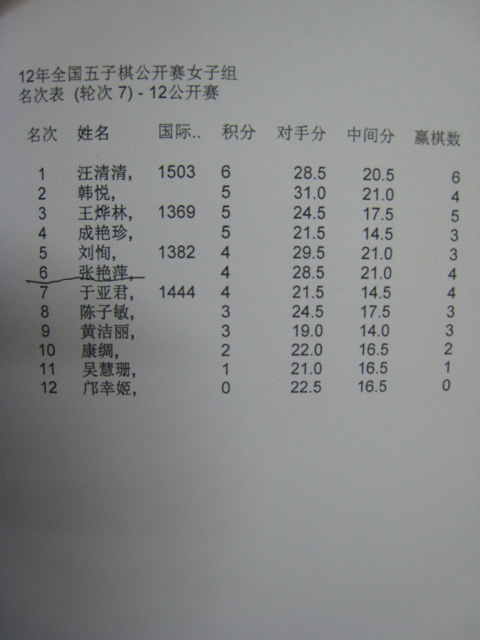 12年全国五子棋公开赛女子组
名次表 (轮次 7) - 12公开赛
名次 姓名 国际.. 积分 对手分 中间分 赢棋数
1 汪清清, 1503 6 28.5 20.5 6
2 韩悦, 5 31.0 21.0 4
3 王烨林, 1369 5 24.5 17.5 5
4 成艳珍, 5 21.5 14.5 3
5 刘恂, 1382 4 29.5 21.0 3
6 张艳萍, 4 28.5 21.0 4
7 于亚君, 1444 4 21.5 14.5 4
8 陈子敏, 3 24.5 17.5 3
9 黄洁丽, 3 19.0 14.0 3
10 康绸, 2 22.0 16.5 2
11 吴慧珊, 1 21.0 16.5 1
12 邝幸姬, 0 22.5 16.5 0